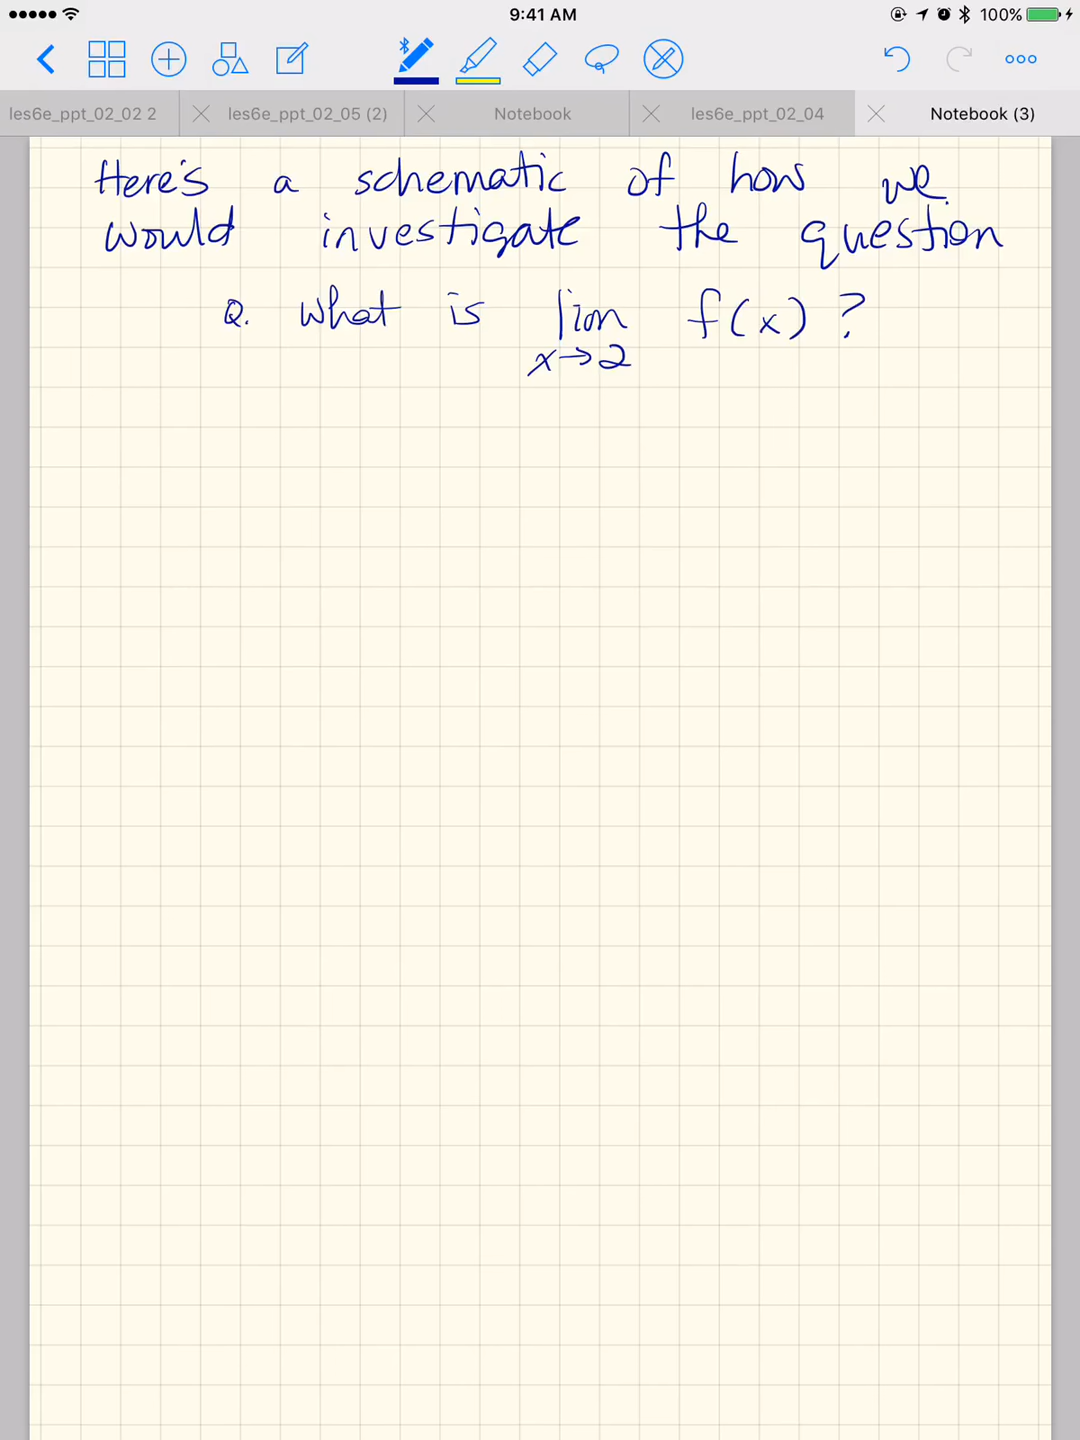 9:41 AM 100%
les6e_ppt_02_02 2 les6e_ppt_02_05 (2) Notebook les6e_ppt_02_04 Notebook (3)
Here's a schematic of how we
would investigate the question
Q. What is lim f(x) ?
x→2